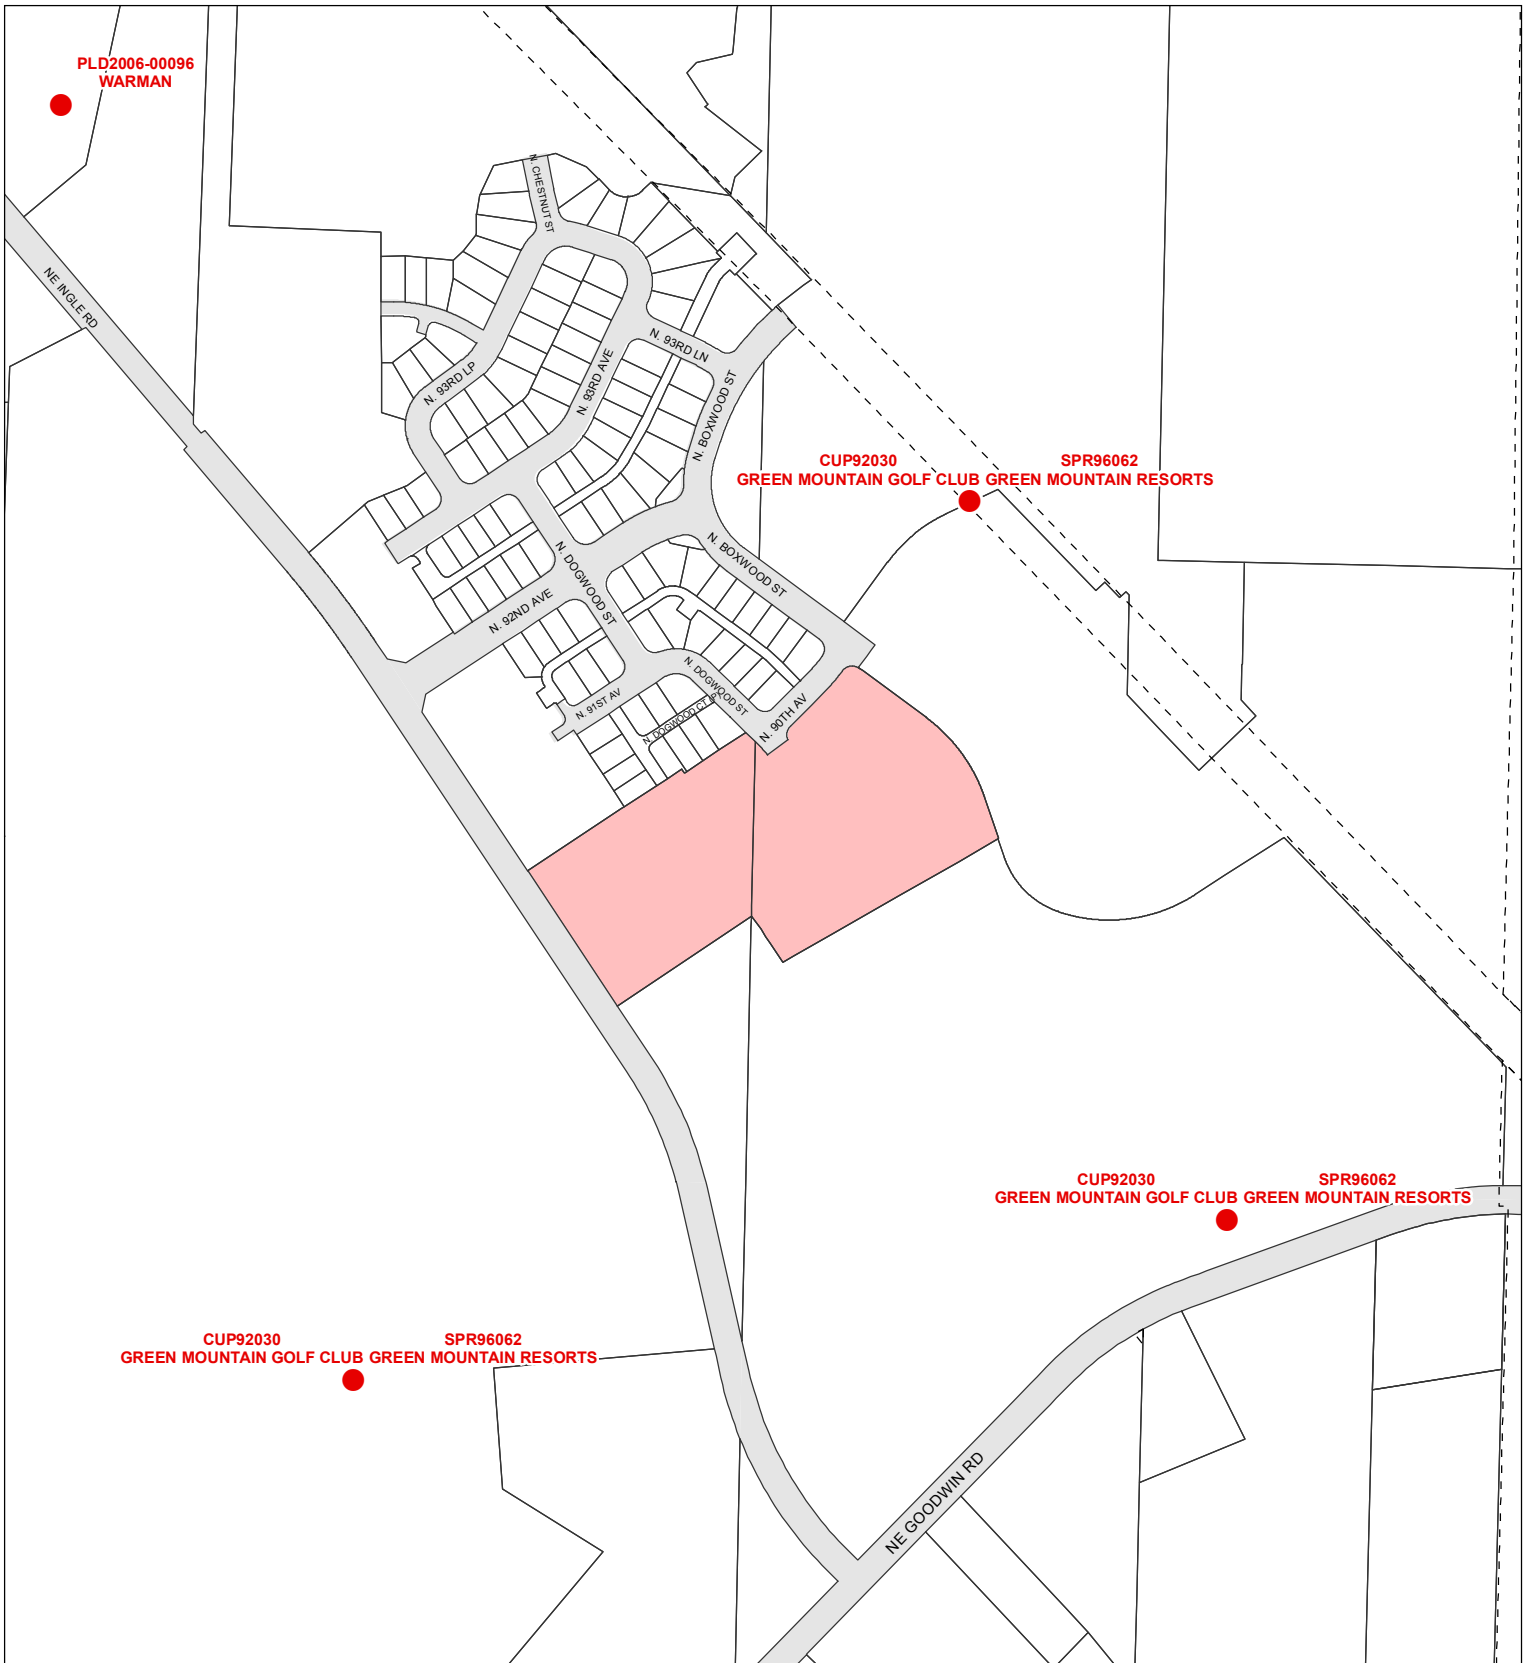 PLD2006-00096
WARMAN
N. CHESTNUT ST
NE INGLE RD
N. 93RD LN
N. 93RD LP
N. 93RD AVE
N. BOXWOOD ST
CUP92030 SPR96062
GREEN MOUNTAIN GOLF CLUB GREEN MOUNTAIN RESORTS
N. BOXWOOD ST
N. DOGWOOD ST
N. 92ND AVE
N. DOGWOOD ST
N. 91ST AV
N. DOGWOOD CT LP
N. 90TH AV
CUP92030 SPR96062
GREEN MOUNTAIN GOLF CLUB GREEN MOUNTAIN RESORTS
CUP92030 SPR96062
GREEN MOUNTAIN GOLF CLUB GREEN MOUNTAIN RESORTS
NE GOODWIN RD